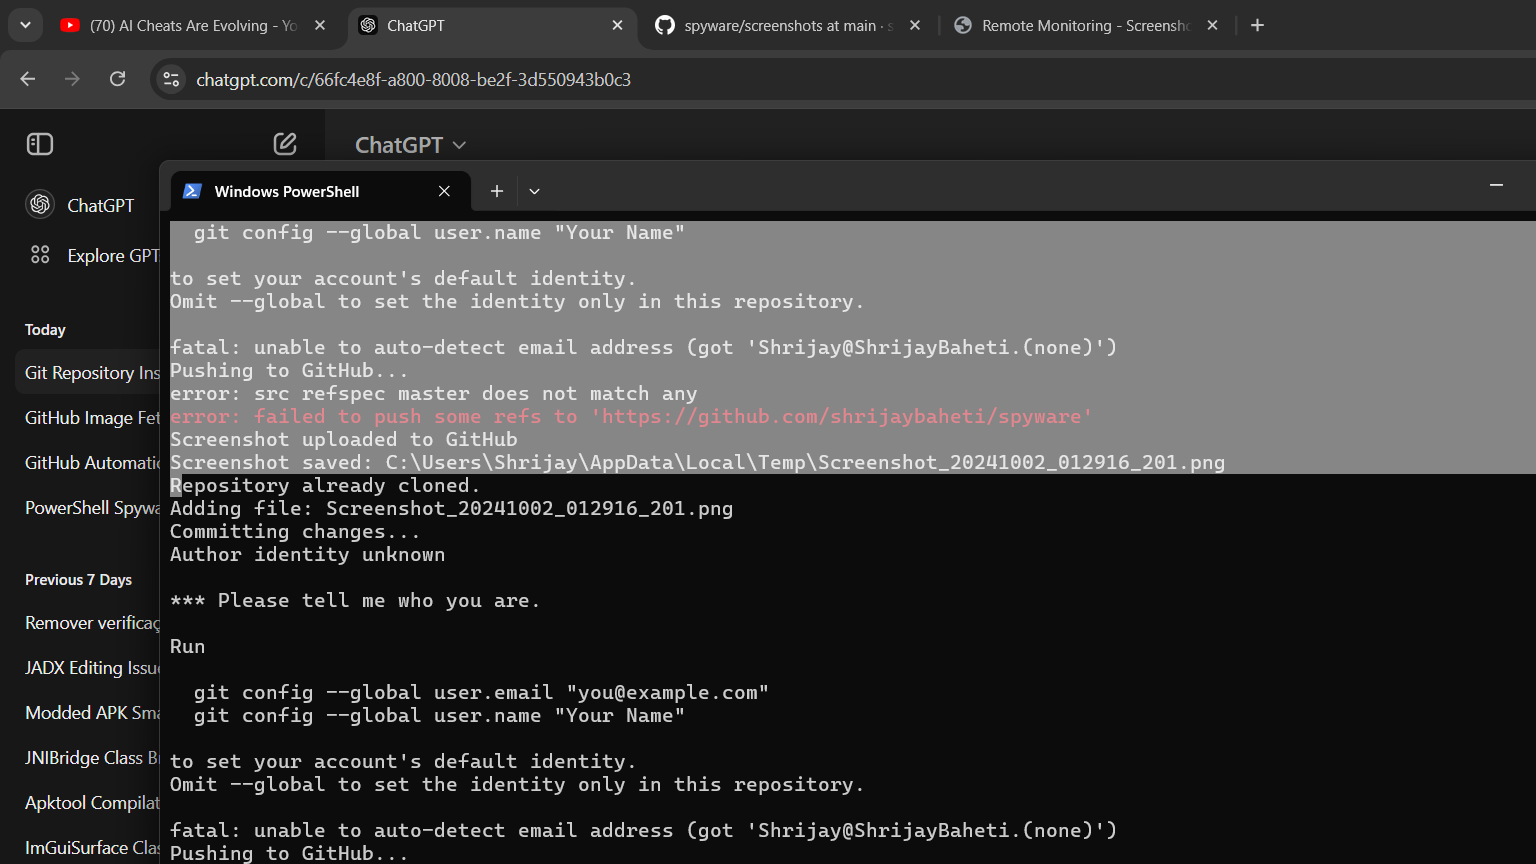 (70) AI Cheats Are Evolving - Yo
ChatGPT
spyware/screenshots at main · s
Remote Monitoring - Screensho
chatgpt.com/c/66fc4e8f-a800-8008-be2f-3d550943b0c3
ChatGPT
ChatGPT
Explore GPT
Today
Git Repository Ins
GitHub Image Fet
GitHub Automatic
PowerShell Spywa
Previous 7 Days
Remover verificaç
JADX Editing Issue
Modded APK Sma
JNIBridge Class Br
Apktool Compilat
ImGuiSurface Clas
Windows PowerShell
git config --global user.name "Your Name"
to set your account's default identity.
Omit --global to set the identity only in this repository.
fatal: unable to auto-detect email address (got 'Shrijay@ShrijayBaheti.(none)')
Pushing to GitHub...
error: src refspec master does not match any
error: failed to push some refs to 'https://github.com/shrijaybaheti/spyware'
Screenshot uploaded to GitHub
Screenshot saved: C:\Users\Shrijay\AppData\Local\Temp\Screenshot_20241002_012916_201.png
Repository already cloned.
Adding file: Screenshot_20241002_012916_201.png
Committing changes...
Author identity unknown
*** Please tell me who you are.
Run
git config --global user.email "you@example.com"
git config --global user.name "Your Name"
to set your account's default identity.
Omit --global to set the identity only in this repository.
fatal: unable to auto-detect email address (got 'Shrijay@ShrijayBaheti.(none)')
Pushing to GitHub...